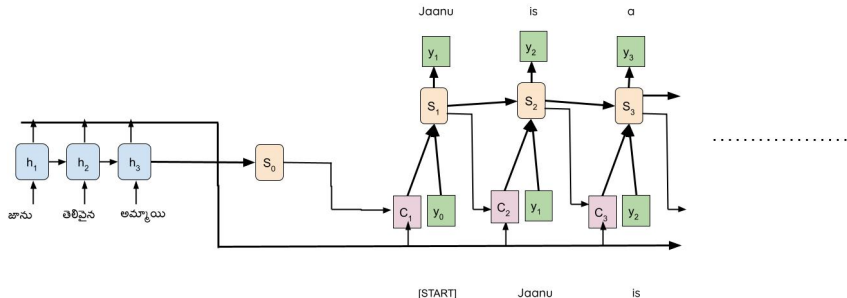 Jaanu is a
y1 y2 y3
S1 S2 S3
h1 h2 h3 S0
C1 y0 C2 y1 C3 y2
జాను తెలివైన అమ్మాయి
[START] Jaanu is